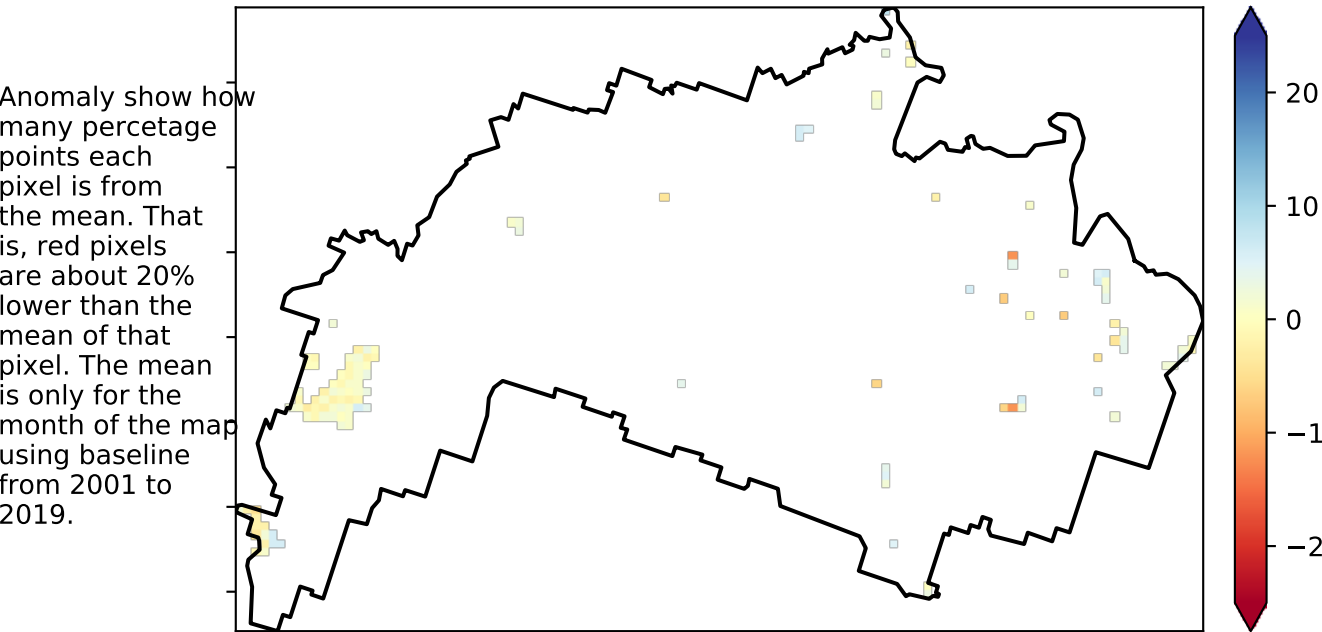 Anomaly show how
many percetage
points each
pixel is from
the mean. That
is, red pixels
are about 20%
lower than the
mean of that
pixel. The mean
is only for the
month of the map
using baseline
from 2001 to
2019.
20
10
0
−1
−2